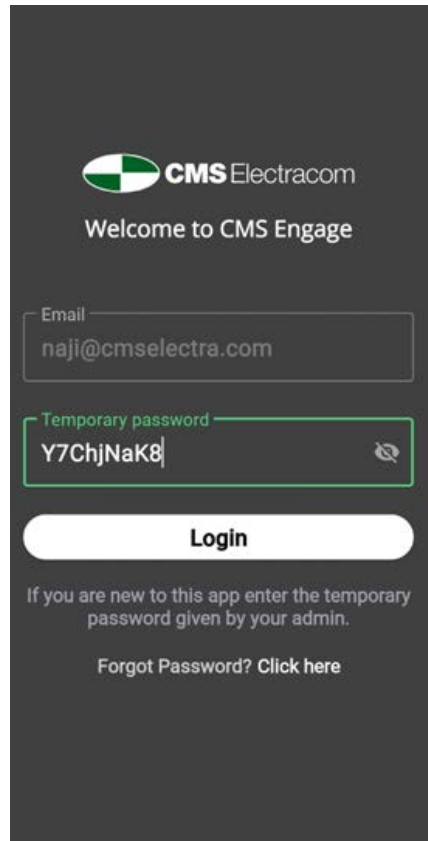 CMS Electracom
Welcome to CMS Engage
Email
naji@cmselectra.com
Temporary password
Y7ChjNaK8
Login
If you are new to this app enter the temporary
password given by your admin.
Forgot Password? Click here